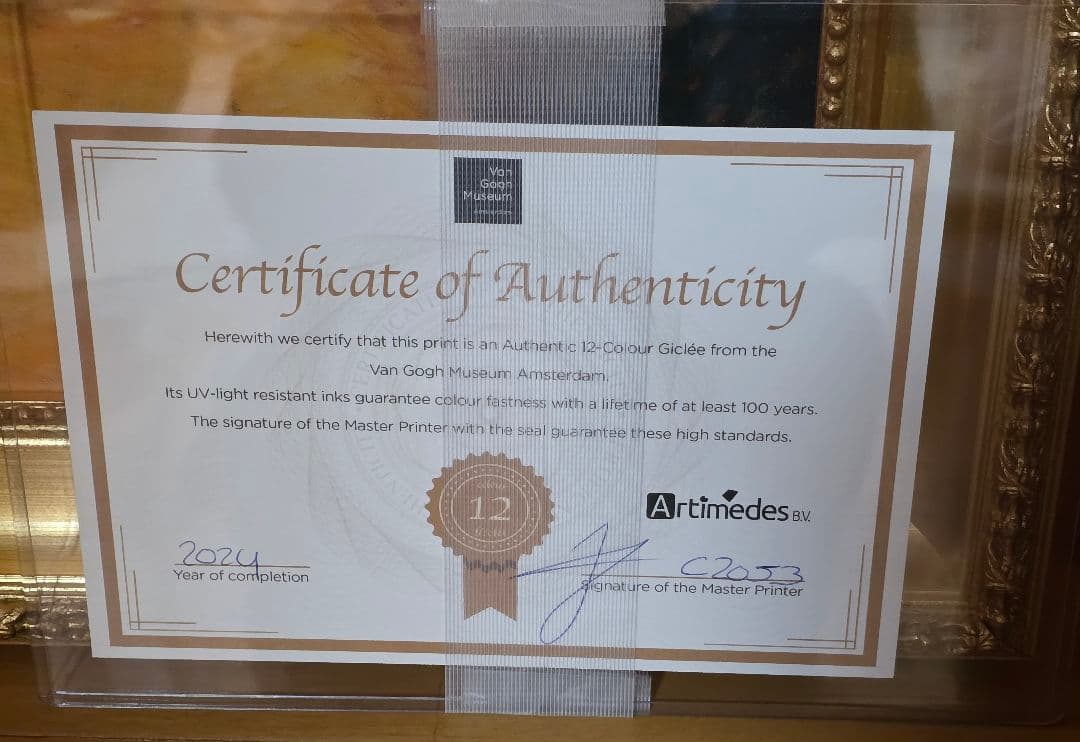 Van
Gogh
Museum
Certificate of Authenticity
Herewith we certify that this print is an Authentic 12-Colour Giclée from the
Van Gogh Museum Amsterdam.
Its UV-light resistant inks guarantee colour fastness with a lifetime of at least 100 years.
The signature of the Master Printer with the seal guarantee these high standards.
12
Artimedes B.V.
2024
Year of completion
C2053
Signature of the Master Printer